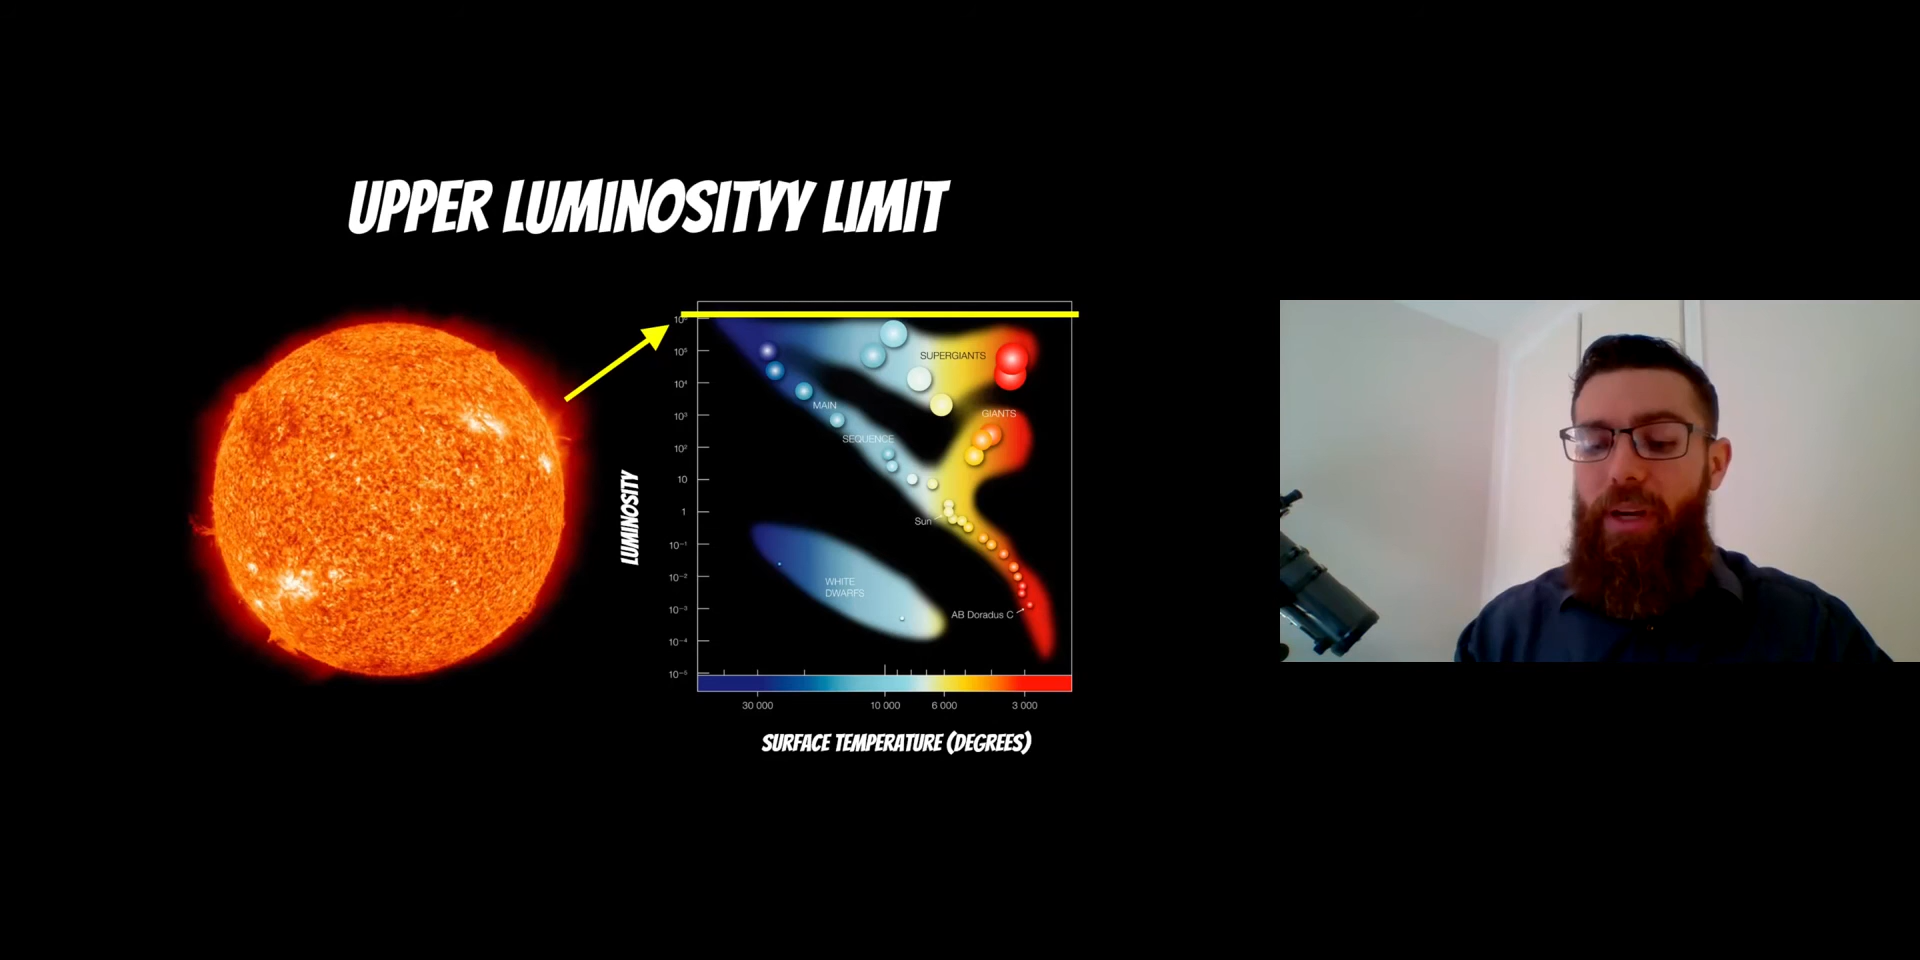 UPPER LUMINOSITYY LIMIT
10⁵
10⁴
10³
10²
10
1
10⁻¹
10⁻²
10⁻³
10⁻⁴
10⁻⁵
LUMINOSITY
SUPERGIANTS
MAIN
SEQUENCE
GIANTS
Sun
WHITE
DWARFS
AB Doradus C
30 000 10 000 6 000 3 000
SURFACE TEMPERATURE (DEGREES)